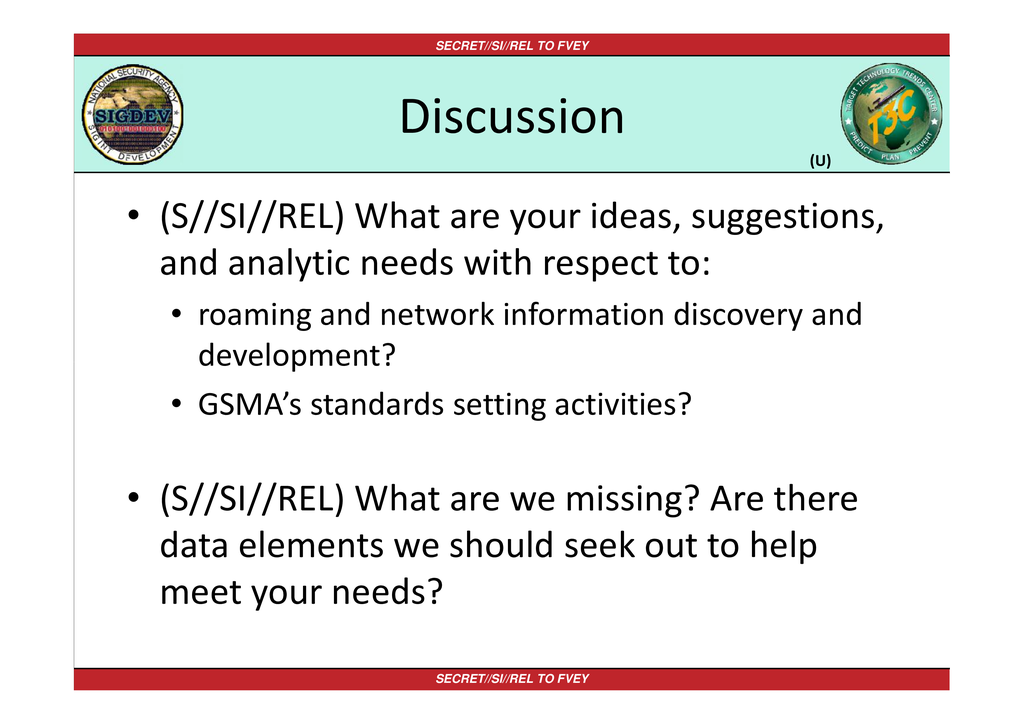 SECRET//SI//REL TO FVEY
NATIONAL SECURITY AGENCY
SIGDEV
SIGINT DEVELOPMENT
Discussion
TARGET TECHNOLOGY TRENDS CENTER
T3C
PREDICT PLAN PREVENT
(U)
• (S//SI//REL) What are your ideas, suggestions,
and analytic needs with respect to:
• roaming and network information discovery and
development?
• GSMA’s standards setting activities?
• (S//SI//REL) What are we missing? Are there
data elements we should seek out to help
meet your needs?
SECRET//SI//REL TO FVEY